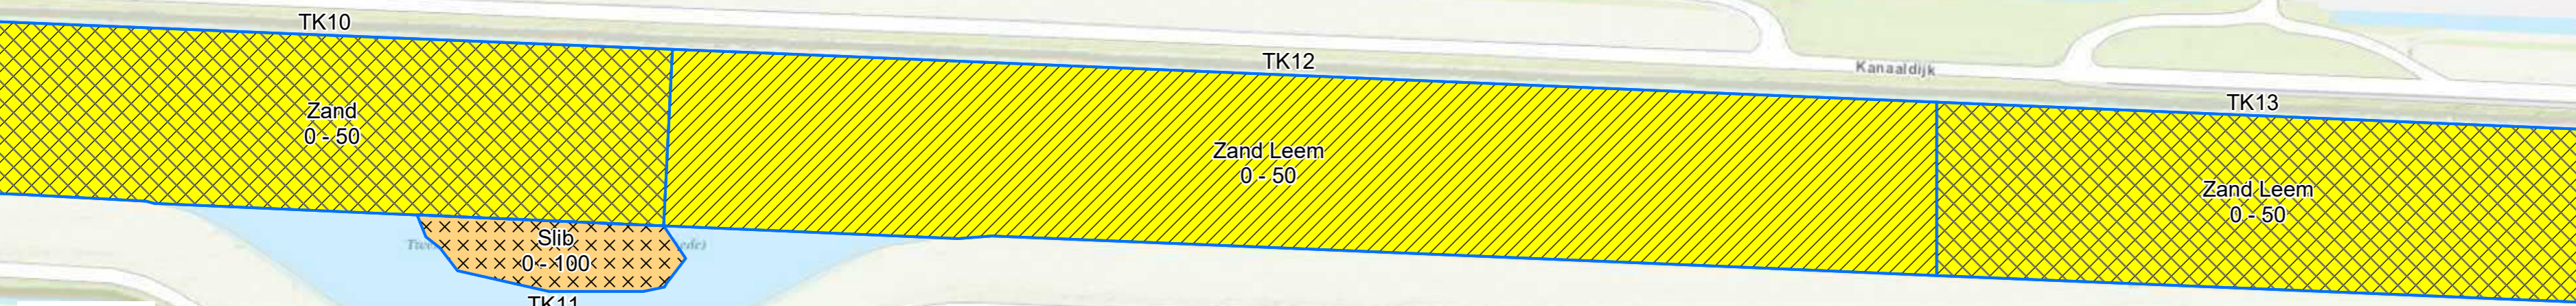 TK10
TK12
Kanaaldijk
TK13
Zand
0 - 50
Zand Leem
0 - 50
Zand Leem
0 - 50
Slib
0 - 100
TK11